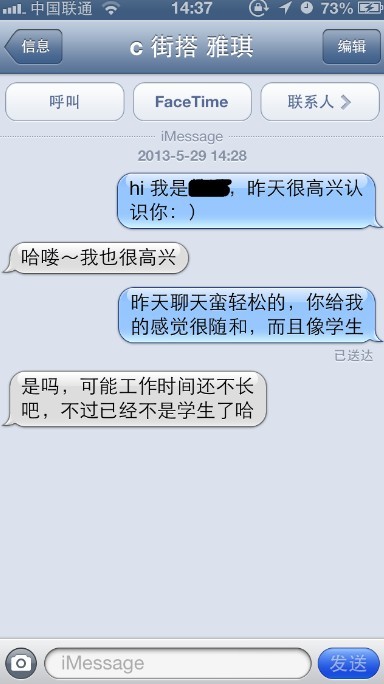 中国联通 14:37 73%
信息 c 街搭 雅琪 编辑
呼叫 FaceTime 联系人
iMessage
2013-5-29 14:28
hi 我是，昨天很高兴认
识你：)
哈喽～我也很高兴
昨天聊天蛮轻松的，你给我
的感觉很随和，而且像学生
已送达
是吗，可能工作时间还不长
吧，不过已经不是学生了哈
iMessage 发送